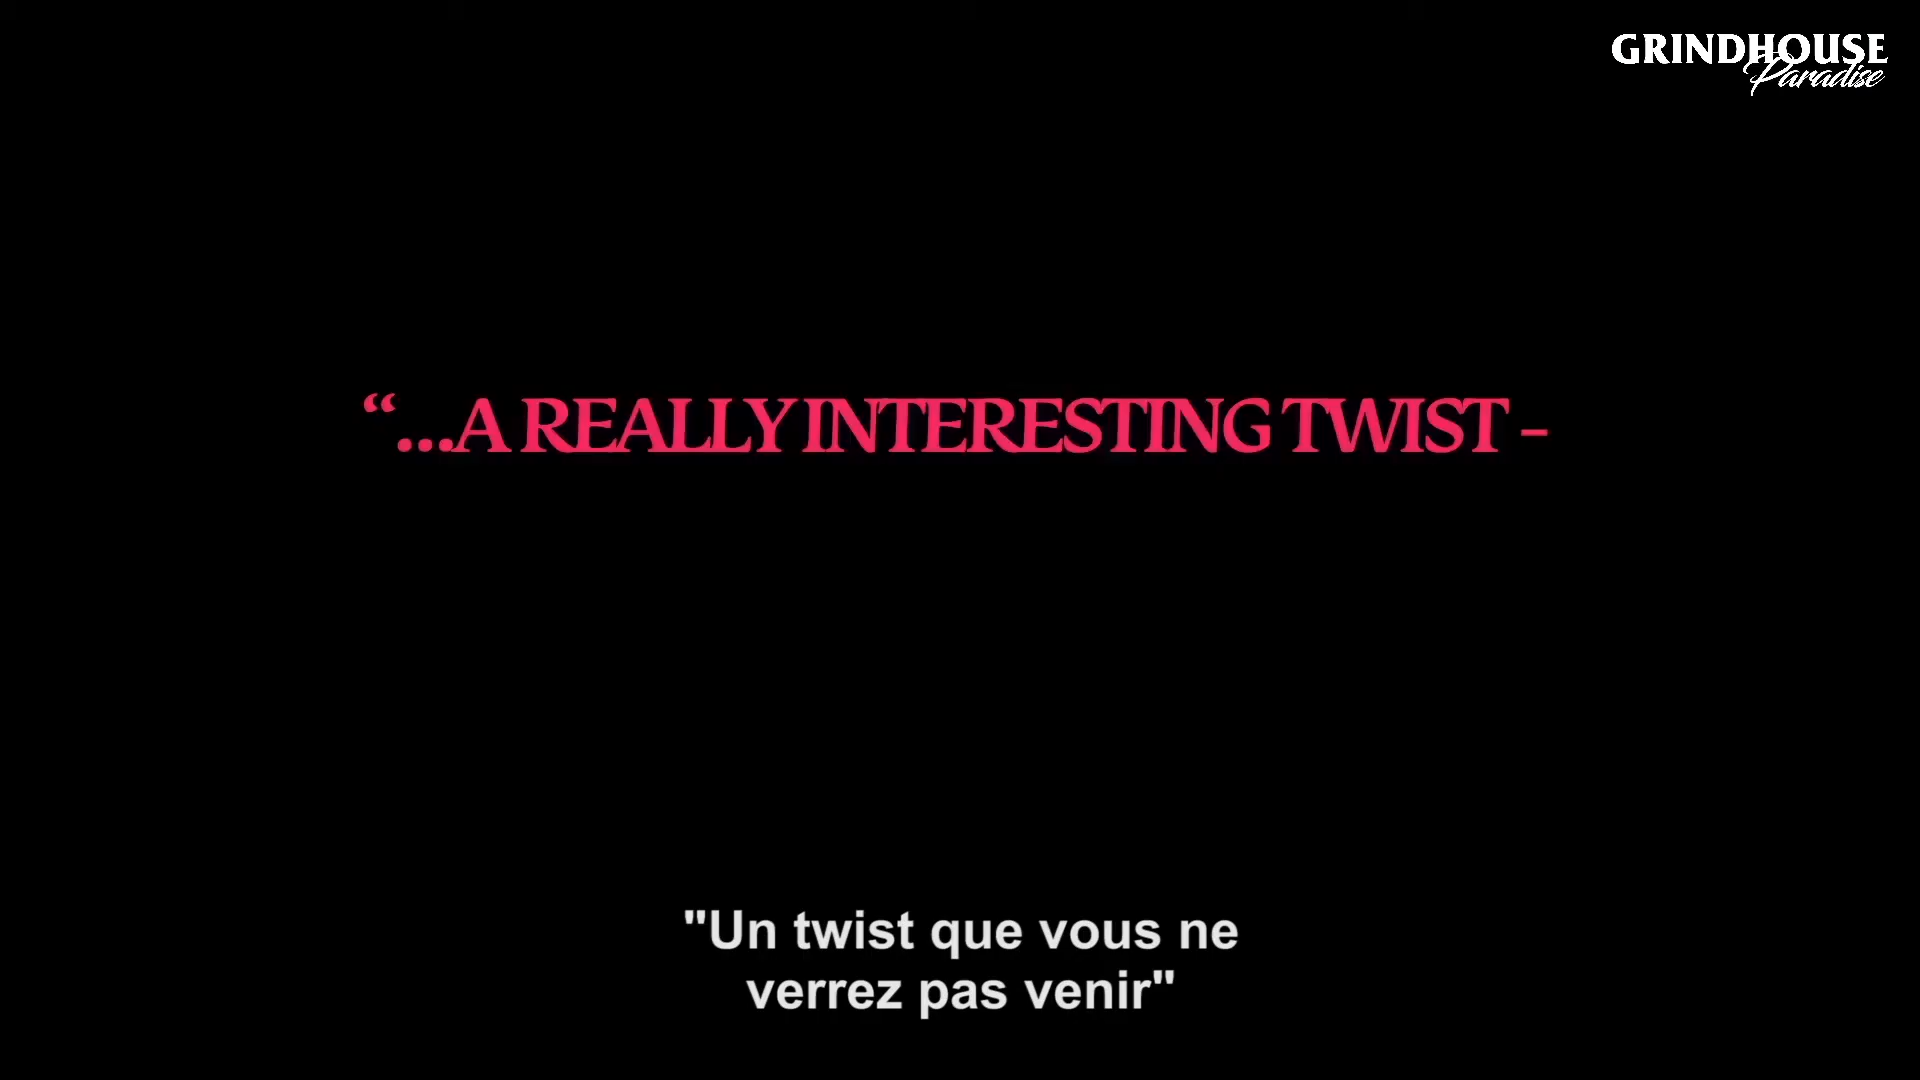 GRINDHOUSE
Paradise
“...A REALLY INTERESTING TWIST -
"Un twist que vous ne
verrez pas venir"